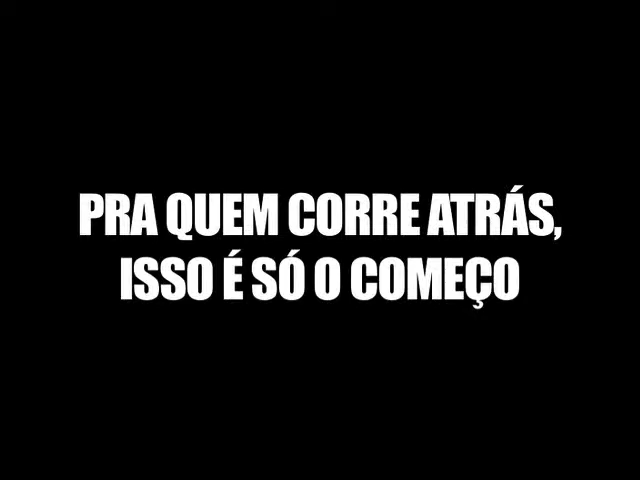 PRA QUEM CORRE ATRÁS,
ISSO É SÓ O COMEÇO